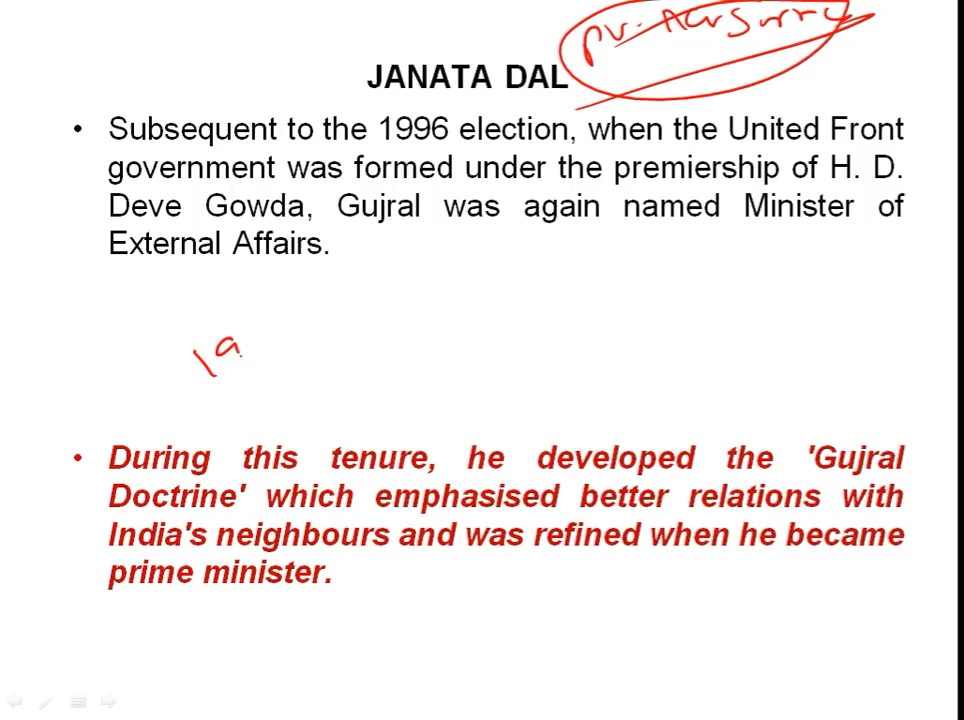 JANATA DAL
• Subsequent to the 1996 election, when the United Front
government was formed under the premiership of H. D.
Deve Gowda, Gujral was again named Minister of
External Affairs.
19
• During this tenure, he developed the 'Gujral
Doctrine' which emphasised better relations with
India's neighbours and was refined when he became
prime minister.